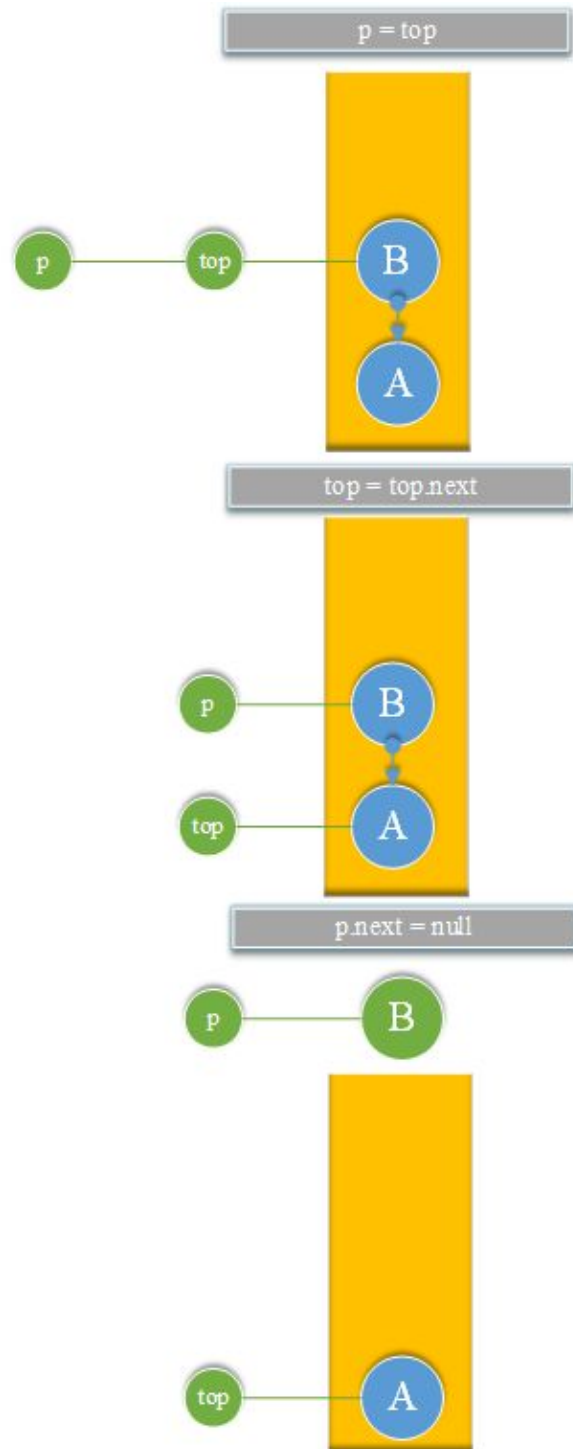 p = top
p top B
A
top = top.next
p B
top A
p.next = null
p B
top A